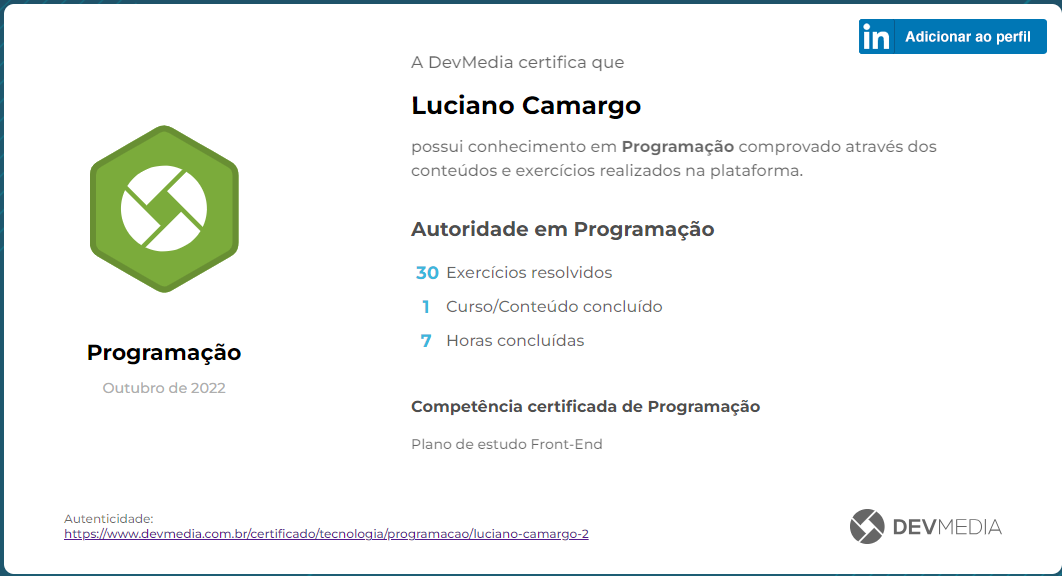 in Adicionar ao perfil
A DevMedia certifica que
Luciano Camargo
possui conhecimento em Programação comprovado através dos
conteúdos e exercícios realizados na plataforma.
Autoridade em Programação
30 Exercícios resolvidos
1 Curso/Conteúdo concluído
7 Horas concluídas
Programação
Outubro de 2022
Competência certificada de Programação
Plano de estudo Front-End
Autenticidade:
https://www.devmedia.com.br/certificado/tecnologia/programacao/luciano-camargo-2
DEVMEDIA